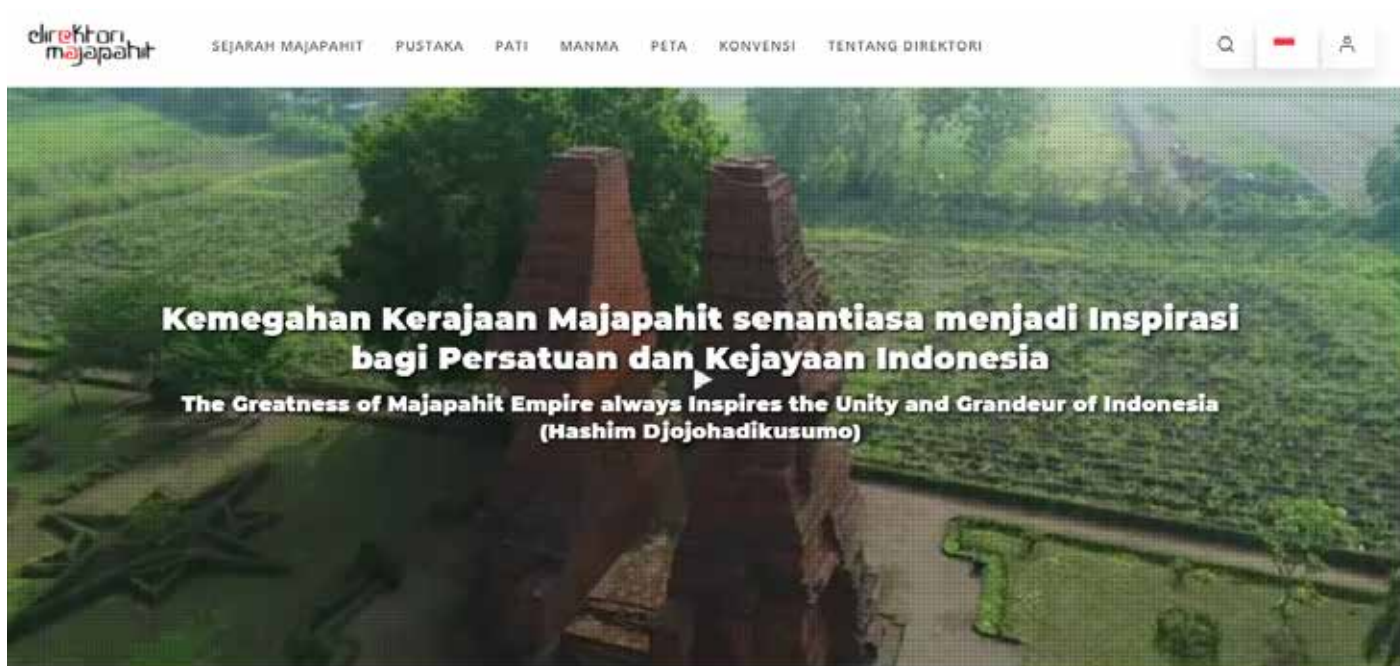 direktori
majapahit
SEJARAH MAJAPAHIT PUSTAKA PATI MANMA PETA KONVENSI TENTANG DIREKTORI
Kemegahan Kerajaan Majapahit senantiasa menjadi Inspirasi
bagi Persatuan dan Kejayaan Indonesia
The Greatness of Majapahit Empire always Inspires the Unity and Grandeur of Indonesia
(Hashim Djojohadikusumo)